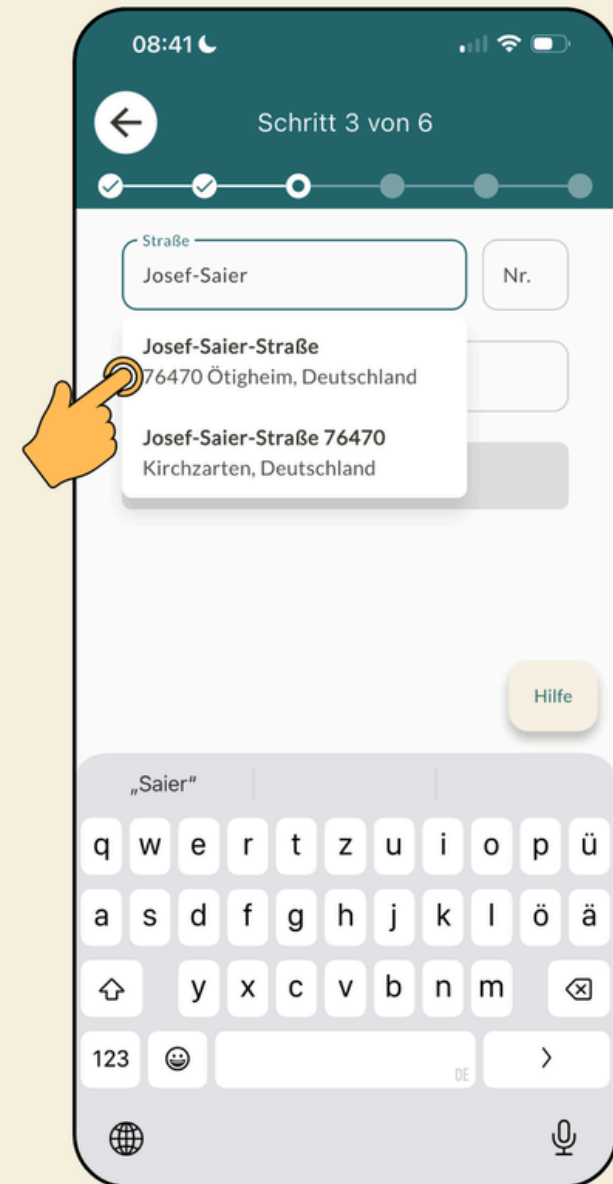 08:41
Schritt 3 von 6
Straße
Josef-Saier
Nr.
Josef-Saier-Straße
76470 Ötigheim, Deutschland
Josef-Saier-Straße 76470
Kirchzarten, Deutschland
Hilfe
„Saier“
q w e r t z u i o p ü
a s d f g h j k l ö ä
y x c v b n m
123
DE